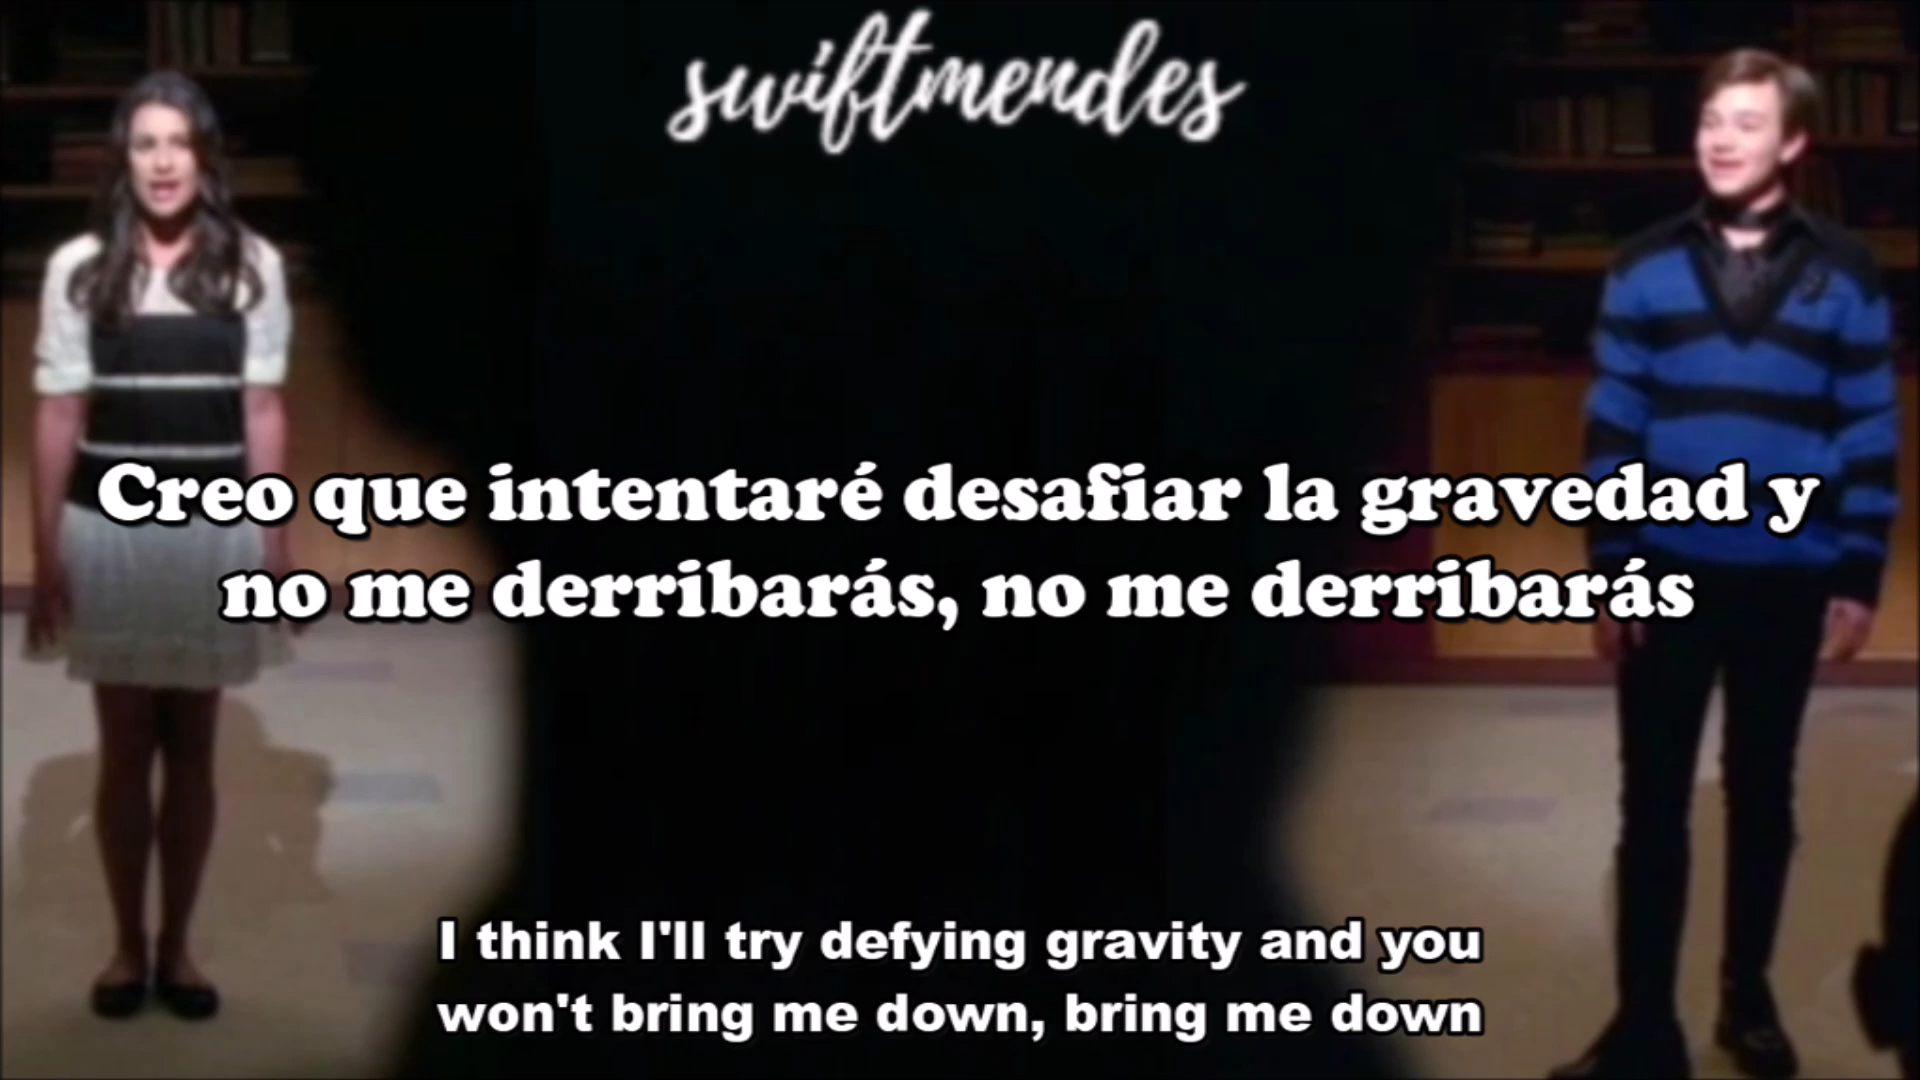 swiftmendes
Creo que intentaré desafiar la gravedad y
no me derribarás, no me derribarás
I think I'll try defying gravity and you
won't bring me down, bring me down